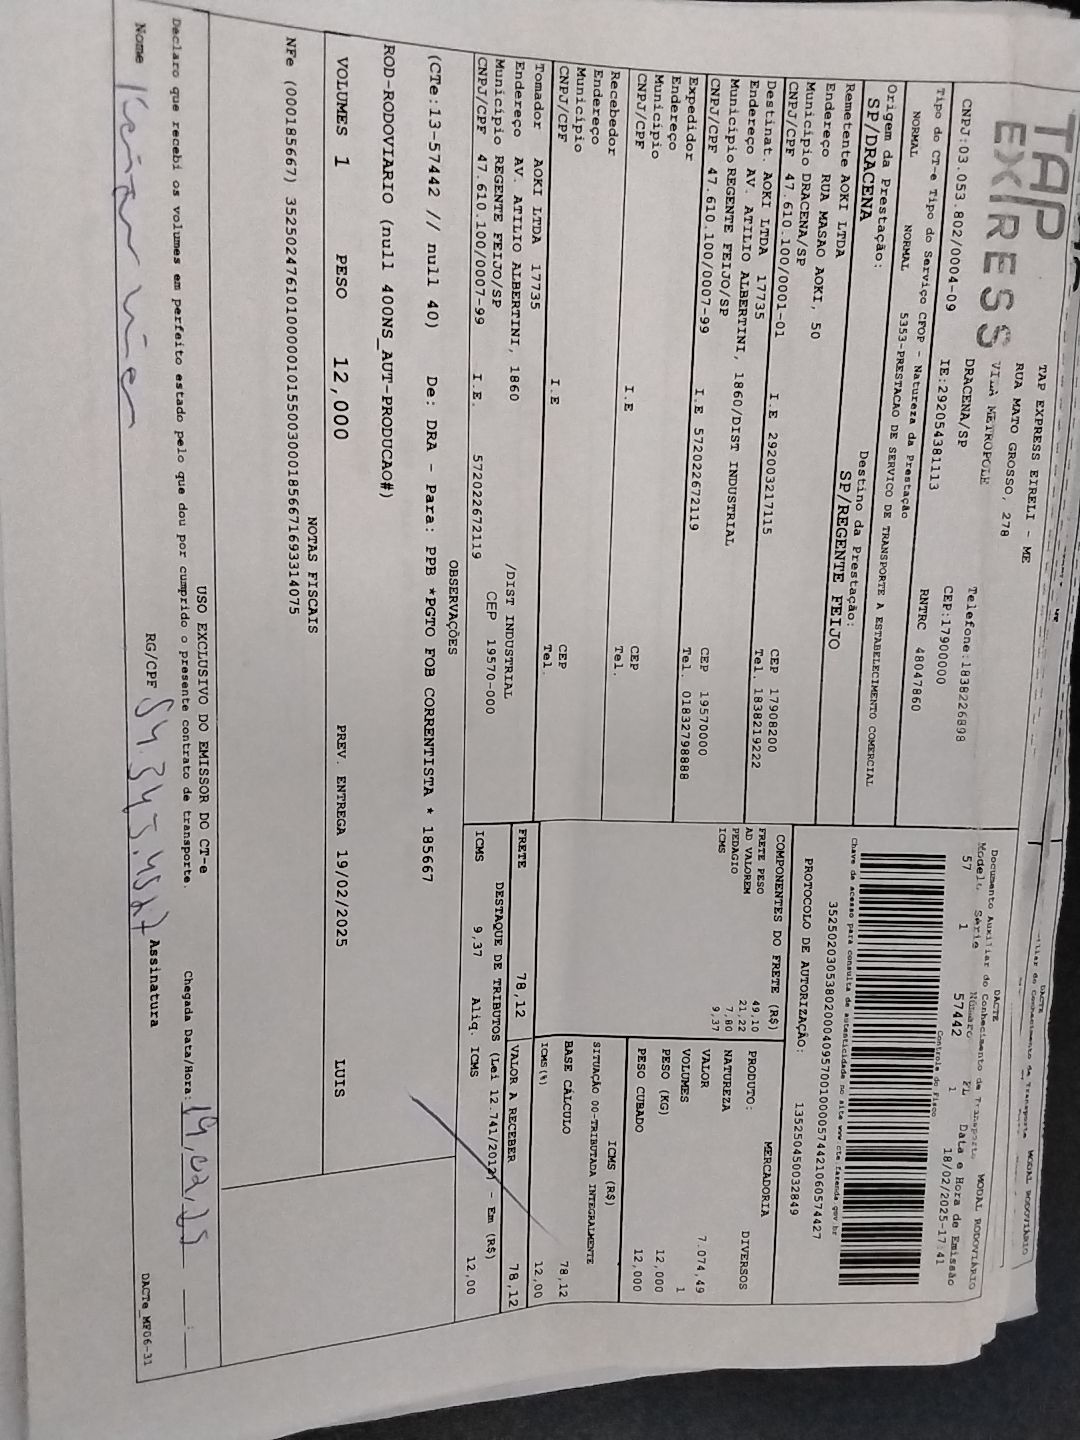 TAP
EXPRESS
TAP EXPRESS EIRELI - ME
RUA MATO GROSSO, 278
VILA METROPOLE
DRACENA/SP
CNPJ:03.053.802/0004-09
IE:292054381113
Telefone:1838226898
CEP:17900000
RNTRC 48047860
Tipo do CT-e Tipo do Serviço CFOP - Natureza da Prestação
NORMAL NORMAL 5353-PRESTACAO DE SERVICO DE TRANSPORTE A ESTABELECIMENTO COMERCIAL
Origem da Prestação:
SP/DRACENA
Destino da Prestação:
SP/REGENTE FEIJO
DACTE MODAL RODOVIÁRIO
Documento Auxiliar do Conhecimento de Transporte
Modelo Série Número FL Data e Hora de Emissão
57 1 57442 1 18/02/2025-17:41
Controle do Fisco
Chave de acesso para consulta de autenticidade no site www.cte.fazenda.gov.br
35250203053802000409570010000574421060574427
PROTOCOLO DE AUTORIZAÇÃO: 135250450032849
Remetente AOKI LTDA
Endereço RUA MASAO AOKI, 50
Município DRACENA/SP CEP 17908200
CNPJ/CPF 47.610.100/0001-01 I.E 292003217115 Tel. 1838219222
Destinat. AOKI LTDA 17735
Endereço AV. ATILIO ALBERTINI, 1860/DIST INDUSTRIAL
Município REGENTE FEIJO/SP CEP 19570000
CNPJ/CPF 47.610.100/0007-99 I.E 572022672119 Tel. 01832798888
Expedidor
Endereço
Município CEP
CNPJ/CPF I.E Tel.
Recebedor
Endereço
Município CEP
CNPJ/CPF I.E Tel.
Tomador AOKI LTDA 17735
Endereço AV. ATILIO ALBERTINI, 1860 /DIST INDUSTRIAL
Município REGENTE FEIJO/SP CEP 19570-000
CNPJ/CPF 47.610.100/0007-99 I.E. 572022672119
COMPONENTES DO FRETE (R$)
FRETE PESO 49,10
AD VALOREM 21,22
PEDAGIO 7,80
ICMS 9,37
PRODUTO: MERCADORIA
NATUREZA DIVERSOS
VALOR 7.074,49
VOLUMES 1
PESO (KG) 12,000
PESO CUBADO 12,000
ICMS (R$)
SITUAÇÃO 00-TRIBUTADA INTEGRALMENTE
BASE CÁLCULO 78,12
ICMS(%) 12,00
FRETE 78,12 VALOR A RECEBER 78,12
DESTAQUE DE TRIBUTOS (Lei 12.741/2012) - Em (R$)
ICMS 9,37 Aliq. ICMS 12,00
OBSERVAÇÕES
(CTe:13-57442 // null 40) De: DRA - Para: PPB *PGTO FOB CORRENTISTA * 185667
ROD-RODOVIARIO (null 400NS_AUT-PRODUCAO#)
VOLUMES 1 PESO 12,000 PREV. ENTREGA 19/02/2025 LUIS
NOTAS FISCAIS
NFe (000185667) 35250247610100000101550030001856671693314075
USO EXCLUSIVO DO EMISSOR DO CT-e
Declaro que recebi os volumes em perfeito estado pelo que dou por cumprido o presente contrato de transporte.
Chegada Data/Hora: 19,02,25
Nome RG/CPF Assinatura
DACTe_MF06-31